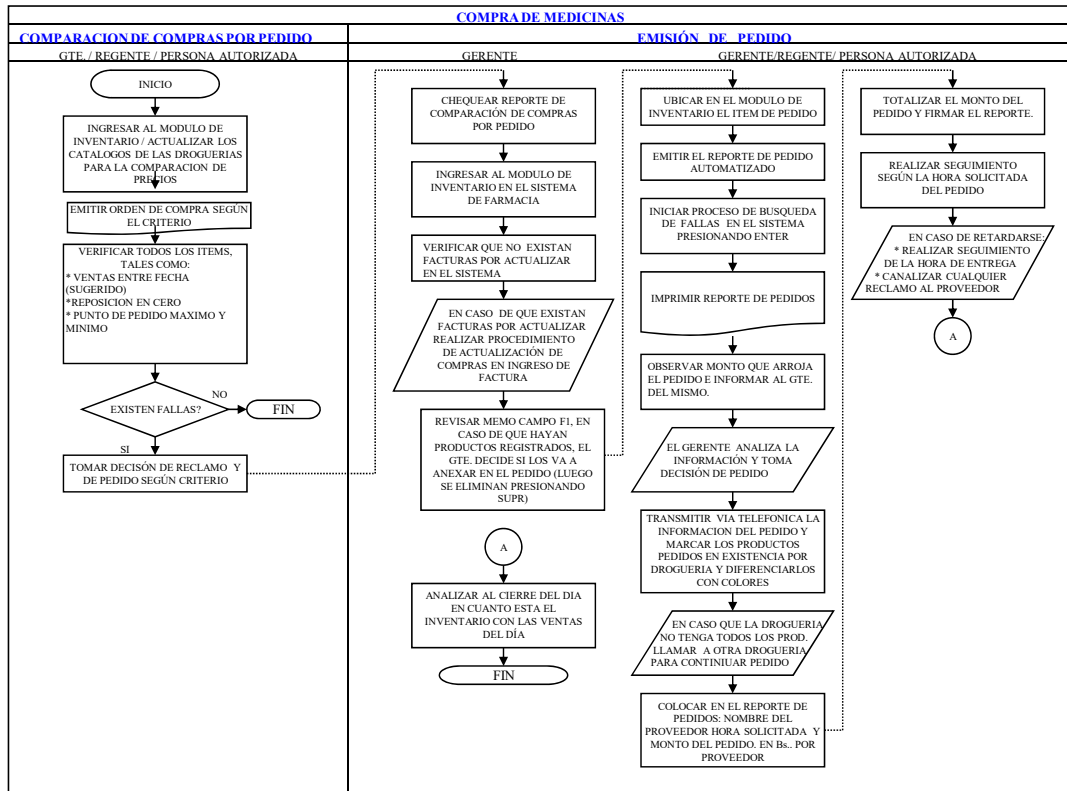 COMPRA DE MEDICINAS
COMPARACION DE COMPRAS POR PEDIDO
EMISIÓN DE PEDIDO
GTE. / REGENTE / PERSONA AUTORIZADA
GERENTE
GERENTE/REGENTE/ PERSONA AUTORIZADA
INICIO
INGRESAR AL MODULO DE
INVENTARIO / ACTUALIZAR LOS
CATALOGOS DE LAS DROGUERIAS
PARA LA COMPARACION DE
PRECIOS
EMITIR ORDEN DE COMPRA SEGÚN
EL CRITERIO
VERIFICAR TODOS LOS ITEMS,
TALES COMO:
* VENTAS ENTRE FECHA
(SUGERIDO)
*REPOSICION EN CERO
* PUNTO DE PEDIDO MAXIMO Y
MINIMO
EXISTEN FALLAS?
NO
FIN
SI
TOMAR DECISÓN DE RECLAMO Y
DE PEDIDO SEGÚN CRITERIO
CHEQUEAR REPORTE DE
COMPARACIÓN DE COMPRAS
POR PEDIDO
INGRESAR AL MODULO DE
INVENTARIO EN EL SISTEMA
DE FARMACIA
VERIFICAR QUE NO EXISTAN
FACTURAS POR ACTUALIZAR
EN EL SISTEMA
EN CASO DE QUE EXISTAN
FACTURAS POR ACTUALIZAR
REALIZAR PROCEDIMIENTO
DE ACTUALIZACIÓN DE
COMPRAS EN INGRESO DE
FACTURA
REVISAR MEMO CAMPO F1, EN
CASO DE QUE HAYAN
PRODUCTOS REGISTRADOS, EL
GTE. DECIDE SI LOS VA A
ANEXAR EN EL PEDIDO (LUEGO
SE ELIMINAN PRESIONANDO
SUPR)
A
ANALIZAR AL CIERRE DEL DIA
EN CUANTO ESTA EL
INVENTARIO CON LAS VENTAS
DEL DÍA
FIN
UBICAR EN EL MODULO DE
INVENTARIO EL ITEM DE PEDIDO
EMITIR EL REPORTE DE PEDIDO
AUTOMATIZADO
INICIAR PROCESO DE BUSQUEDA
DE FALLAS EN EL SISTEMA
PRESIONANDO ENTER
IMPRIMIR REPORTE DE PEDIDOS
OBSERVAR MONTO QUE ARROJA
EL PEDIDO E INFORMAR AL GTE.
DEL MISMO.
EL GERENTE ANALIZA LA
INFORMACIÓN Y TOMA
DECISIÓN DE PEDIDO
TRANSMITIR VIA TELEFONICA LA
INFORMACION DEL PEDIDO Y
MARCAR LOS PRODUCTOS
PEDIDOS EN EXISTENCIA POR
DROGUERIA Y DIFERENCIARLOS
CON COLORES
EN CASO QUE LA DROGUERIA
NO TENGA TODOS LOS PROD.
LLAMAR A OTRA DROGUERIA
PARA CONTINIUAR PEDIDO
COLOCAR EN EL REPORTE DE
PEDIDOS: NOMBRE DEL
PROVEEDOR HORA SOLICITADA Y
MONTO DEL PEDIDO. EN Bs.. POR
PROVEEDOR
TOTALIZAR EL MONTO DEL
PEDIDO Y FIRMAR EL REPORTE.
REALIZAR SEGUIMIENTO
SEGÚN LA HORA SOLICITADA
DEL PEDIDO
EN CASO DE RETARDARSE:
* REALIZAR SEGUIMIENTO
DE LA HORA DE ENTREGA
* CANALIZAR CUALQUIER
RECLAMO AL PROVEEDOR
A